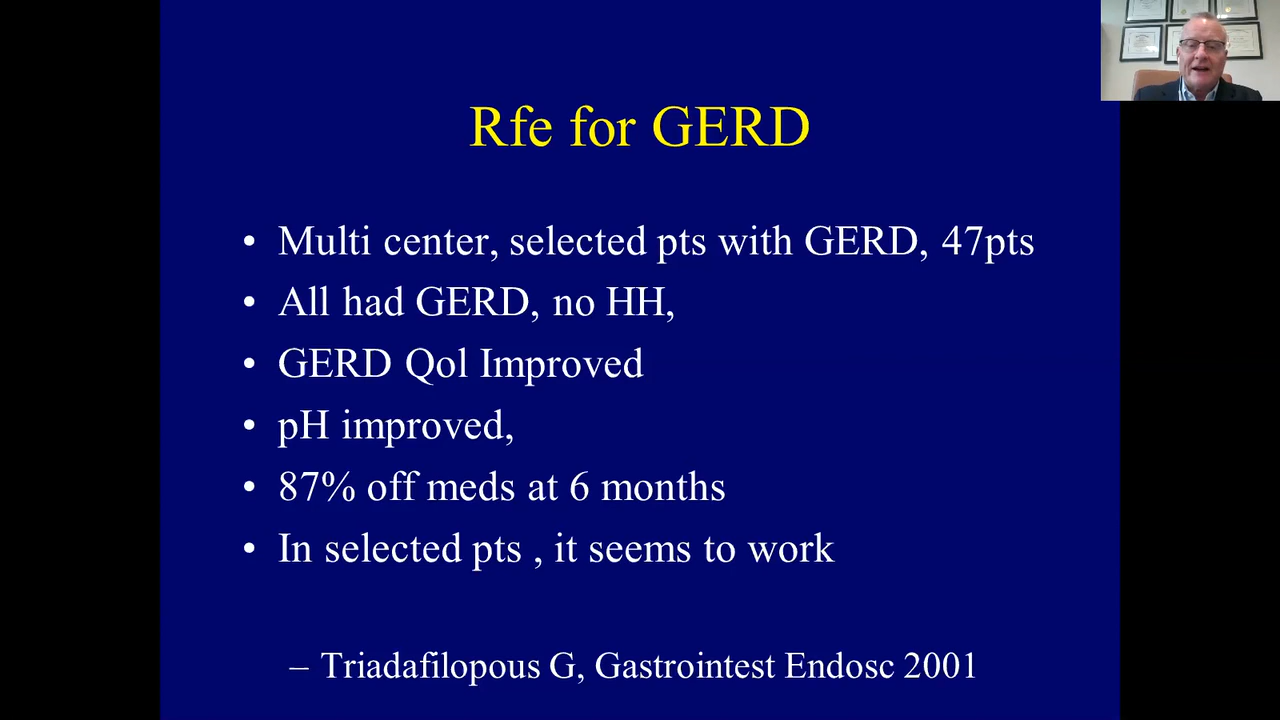 Rfe for GERD
• Multi center, selected pts with GERD, 47pts
• All had GERD, no HH,
• GERD Qol Improved
• pH improved,
• 87% off meds at 6 months
• In selected pts , it seems to work
– Triadafilopous G, Gastrointest Endosc 2001